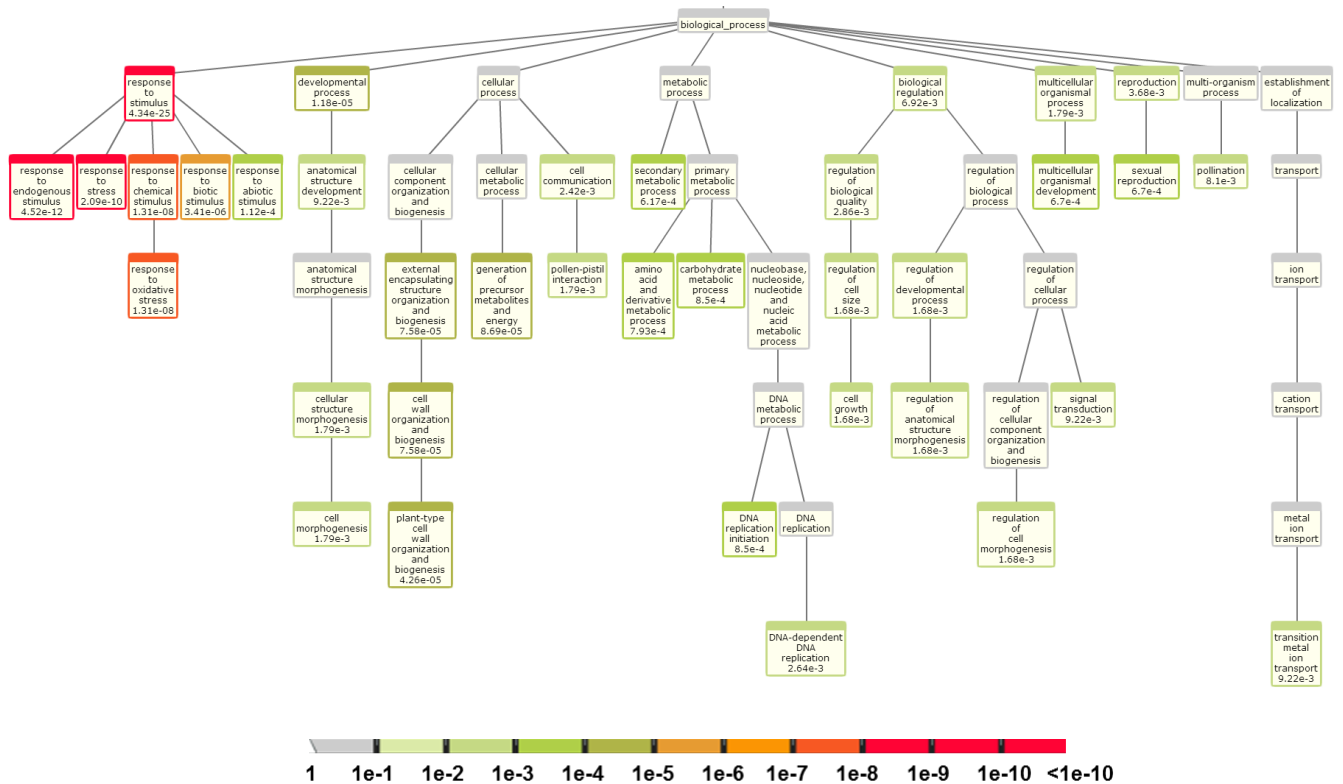 biological_process
response
to
stimulus
4.34e-25
developmental
process
1.18e-05
cellular
process
metabolic
process
biological
regulation
6.92e-3
multicellular
organismal
process
1.79e-3
reproduction
3.68e-3
multi-organism
process
establishment
of
localization
response
to
endogenous
stimulus
4.52e-12
response
to
stress
2.09e-10
response
to
chemical
stimulus
1.31e-08
response
to
biotic
stimulus
3.41e-06
response
to
abiotic
stimulus
1.12e-4
anatomical
structure
development
9.22e-3
cellular
component
organization
and
biogenesis
cellular
metabolic
process
cell
communication
2.42e-3
secondary
metabolic
process
6.17e-4
primary
metabolic
process
regulation
of
biological
quality
2.86e-3
regulation
of
biological
process
multicellular
organismal
development
6.7e-4
sexual
reproduction
6.7e-4
pollination
8.1e-3
transport
response
to
oxidative
stress
1.31e-08
anatomical
structure
morphogenesis
external
encapsulating
structure
organization
and
biogenesis
7.58e-05
generation
of
precursor
metabolites
and
energy
8.69e-05
pollen-pistil
interaction
1.79e-3
amino
acid
and
derivative
metabolic
process
7.93e-4
carbohydrate
metabolic
process
8.5e-4
nucleobase,
nucleoside,
nucleotide
and
nucleic
acid
metabolic
process
regulation
of
cell
size
1.68e-3
regulation
of
developmental
process
1.68e-3
regulation
of
cellular
process
ion
transport
cellular
structure
morphogenesis
1.79e-3
cell
wall
organization
and
biogenesis
7.58e-05
DNA
metabolic
process
cell
growth
1.68e-3
regulation
of
anatomical
structure
morphogenesis
1.68e-3
regulation
of
cellular
component
organization
and
biogenesis
signal
transduction
9.22e-3
cation
transport
cell
morphogenesis
1.79e-3
plant-type
cell
wall
organization
and
biogenesis
4.26e-05
DNA
replication
initiation
8.5e-4
DNA
replication
regulation
of
cell
morphogenesis
1.68e-3
metal
ion
transport
DNA-dependent
DNA
replication
2.64e-3
transition
metal
ion
transport
9.22e-3
1 1e-1 1e-2 1e-3 1e-4 1e-5 1e-6 1e-7 1e-8 1e-9 1e-10 <1e-10